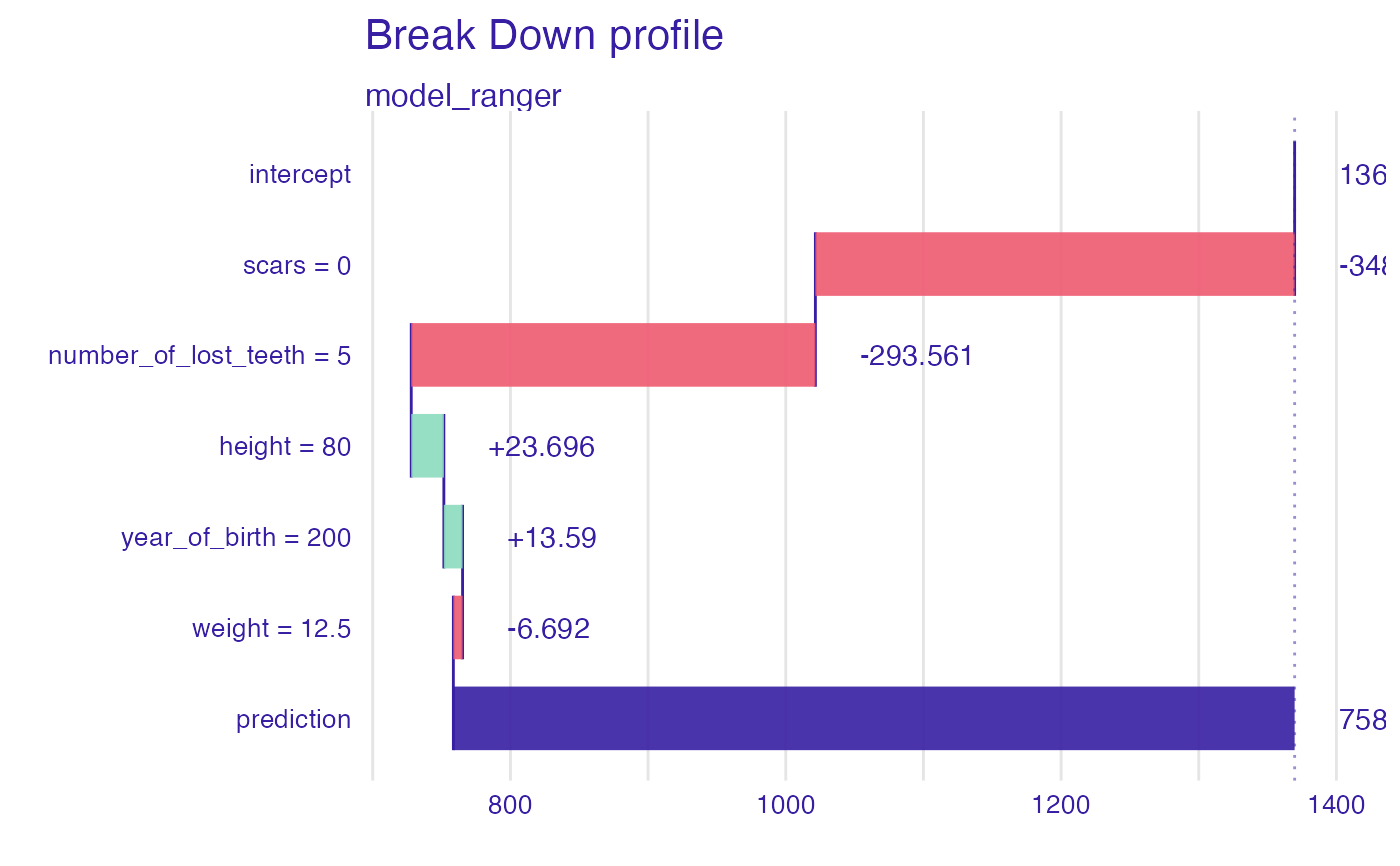 Break Down profile
model_ranger
intercept 136
scars = 0 -348
number_of_lost_teeth = 5 -293.561
height = 80 +23.696
year_of_birth = 200 +13.59
weight = 12.5 -6.692
prediction 758
800 1000 1200 1400